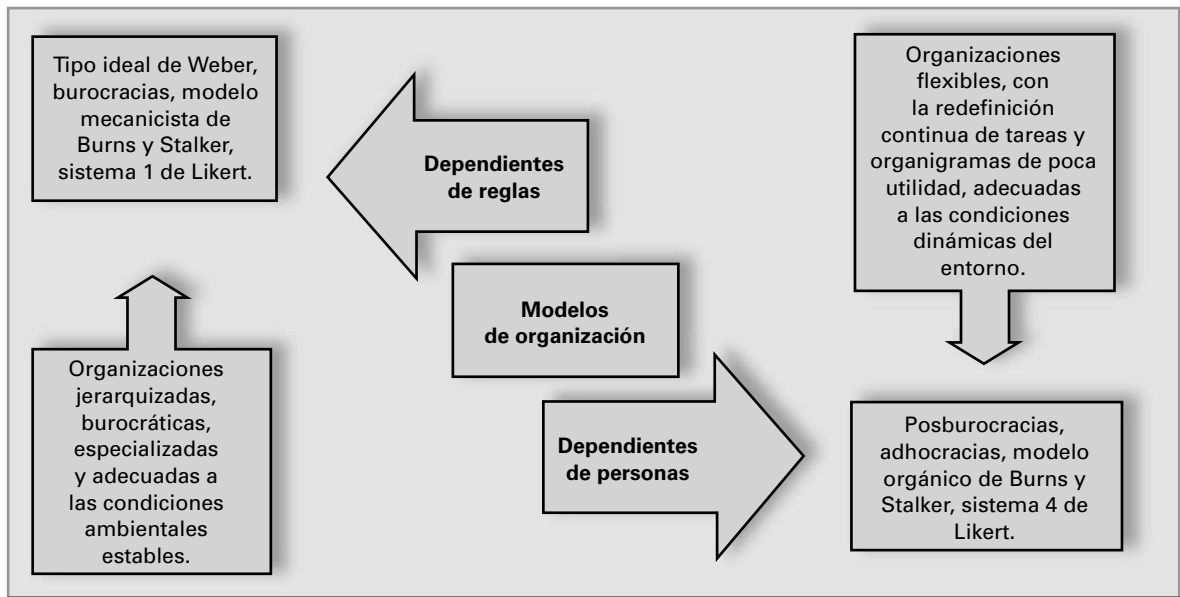 Tipo ideal de Weber,
burocracias, modelo
mecanicista de
Burns y Stalker,
sistema 1 de Likert.
Organizaciones
jerarquizadas,
burocráticas,
especializadas
y adecuadas a
las condiciones
ambientales
estables.
Dependientes
de reglas
Modelos
de organización
Dependientes
de personas
Organizaciones
flexibles, con
la redefinición
continua de tareas y
organigramas de poca
utilidad, adecuadas
a las condiciones
dinámicas del
entorno.
Posburocracias,
adhocracias, modelo
orgánico de Burns y
Stalker, sistema 4 de
Likert.